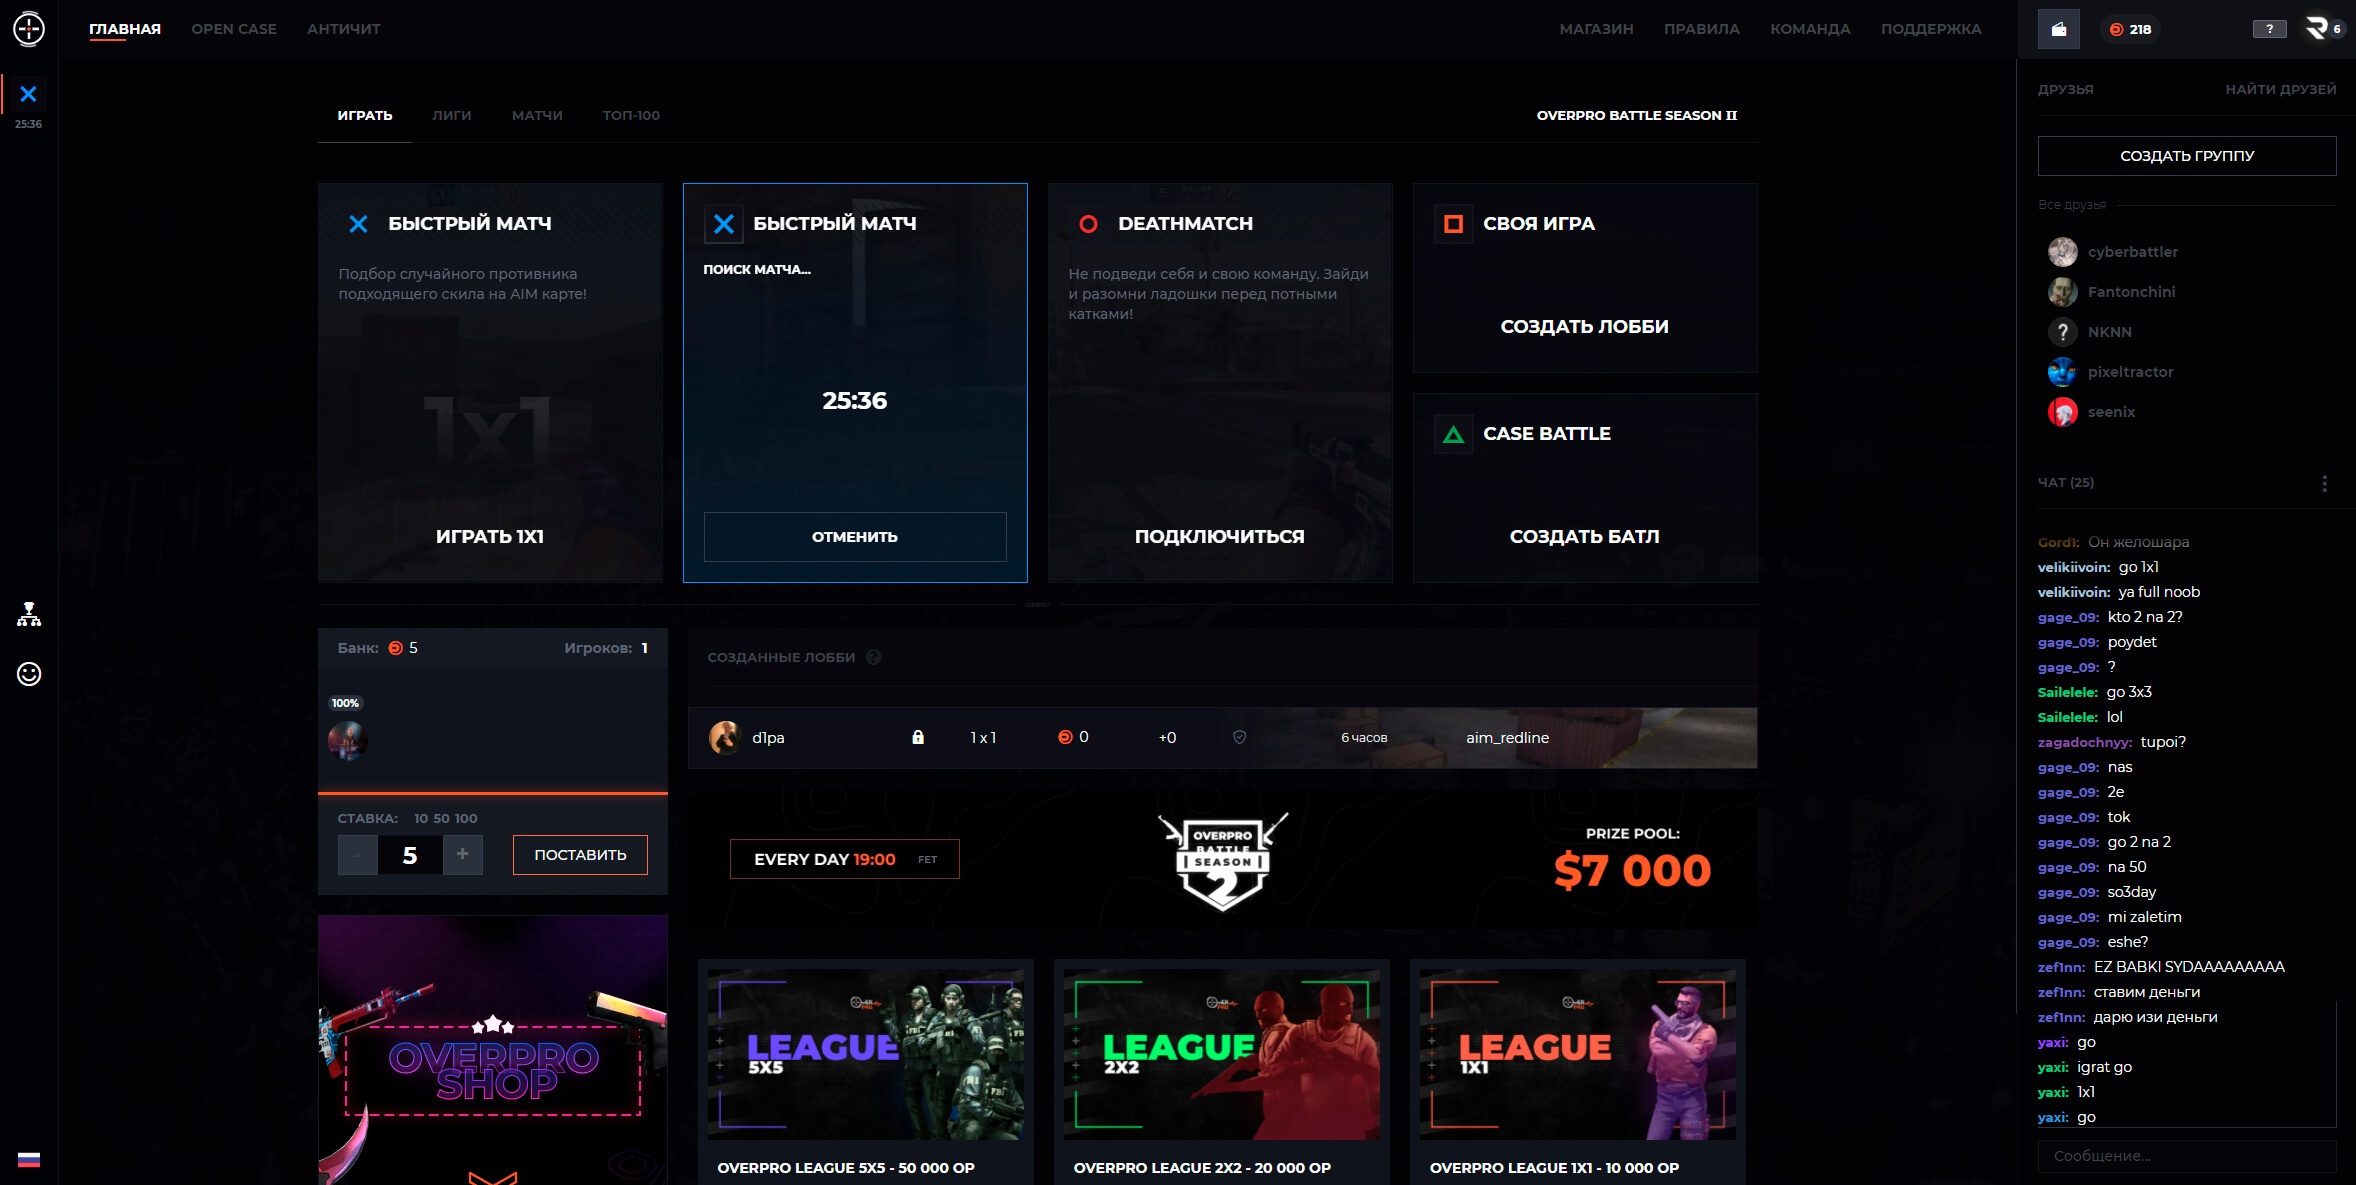 ГЛАВНАЯ OPEN CASE АНТИЧИТ МАГАЗИН ПРАВИЛА КОМАНДА ПОДДЕРЖКА 218 ? 6
25:36
ИГРАТЬ ЛИГИ МАТЧИ ТОП-100 OVERPRO BATTLE SEASON II
БЫСТРЫЙ МАТЧ
Подбор случайного противника
подходящего скила на AIM карте!
1x1
ИГРАТЬ 1X1
БЫСТРЫЙ МАТЧ
ПОИСК МАТЧА...
25:36
ОТМЕНИТЬ
DEATHMATCH
Не подведи себя и свою команду. Зайди
и разомни ладошки перед потными
катками!
ПОДКЛЮЧИТЬСЯ
СВОЯ ИГРА
СОЗДАТЬ ЛОББИ
CASE BATTLE
СОЗДАТЬ БАТЛ
OVERPRO
Банк: 5 Игроков: 1
100%
СТАВКА: 10 50 100
- 5 + ПОСТАВИТЬ
СОЗДАННЫЕ ЛОББИ ?
d1pa 1 x 1 0 +0 6 часов aim_redline
EVERY DAY 19:00 FET
OVERPRO
BATTLE
SEASON
2
PRIZE POOL:
$7 000
OVERPRO
SHOP
LEAGUE
5X5
OVERPRO LEAGUE 5X5 - 50 000 OP
LEAGUE
2X2
OVERPRO LEAGUE 2X2 - 20 000 OP
LEAGUE
1X1
OVERPRO LEAGUE 1X1 - 10 000 OP
ДРУЗЬЯ НАЙТИ ДРУЗЕЙ
СОЗДАТЬ ГРУППУ
Все друзья
cyberbattler
Fantonchini
? NKNN
pixeltractor
seenix
ЧАТ (25)
Gord1: Он желошара
velikiivoin: go 1x1
velikiivoin: ya full noob
gage_09: kto 2 na 2?
gage_09: poydet
gage_09: ?
Sailelele: go 3x3
Sailelele: lol
zagadochnyy: tupoi?
gage_09: nas
gage_09: 2e
gage_09: tok
gage_09: go 2 na 2
gage_09: na 50
gage_09: so3day
gage_09: mi zaletim
gage_09: eshe?
zef1nn: EZ BABKI SYDAAAAAAAAA
zef1nn: ставим деньги
zef1nn: дарю изи деньги
yaxi: go
yaxi: igrat go
yaxi: 1x1
yaxi: go
Сообщение...